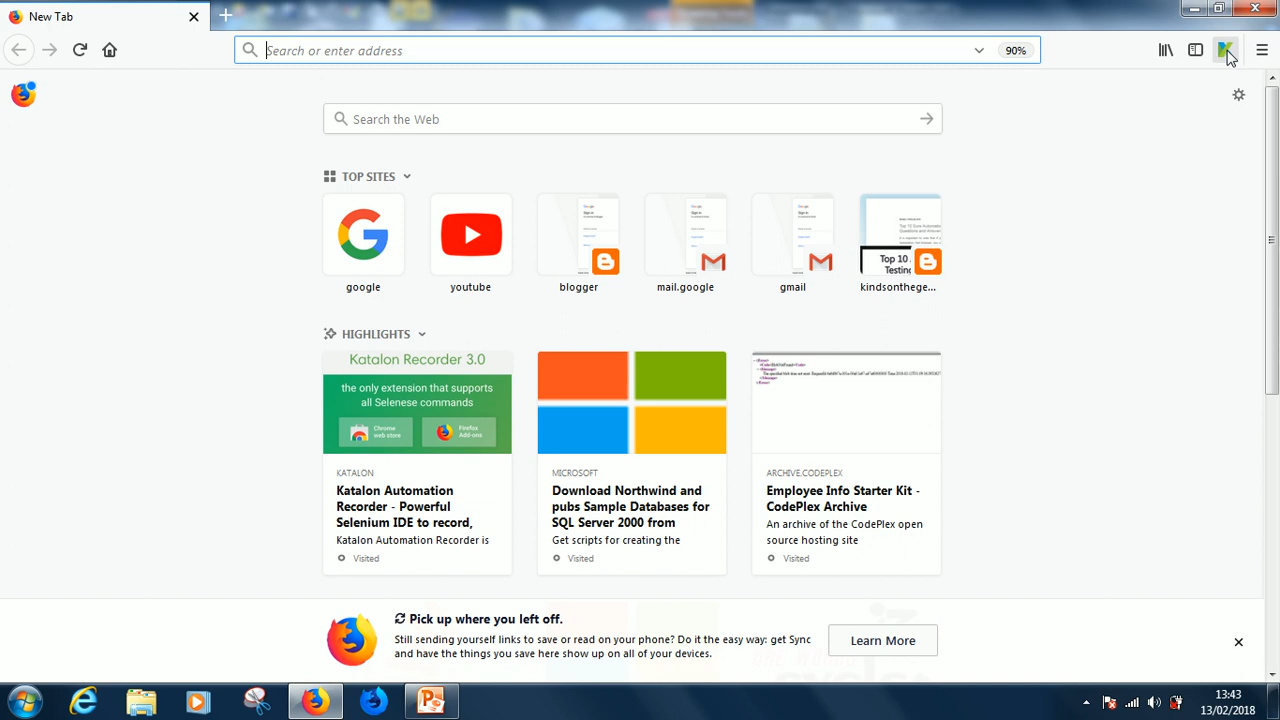 New Tab
Search or enter address
90%
Search the Web
TOP SITES
google
youtube
blogger
mail.google
gmail
Top 10
Testing
kindsonthege...
HIGHLIGHTS
Katalon Recorder 3.0
the only extension that supports
all Selenese commands
Chrome
web store
Firefox
Add-ons
KATALON
Katalon Automation
Recorder - Powerful
Selenium IDE to record,
Katalon Automation Recorder is
Visited
MICROSOFT
Download Northwind and
pubs Sample Databases for
SQL Server 2000 from
Get scripts for creating the
Visited
ARCHIVE.CODEPLEX
Employee Info Starter Kit -
CodePlex Archive
An archive of the CodePlex open
source hosting site
Visited
Pick up where you left off.
Still sending yourself links to save or read on your phone? Do it the easy way: get Sync
and have the things you save here show up on all of your devices.
Learn More
13:43
13/02/2018